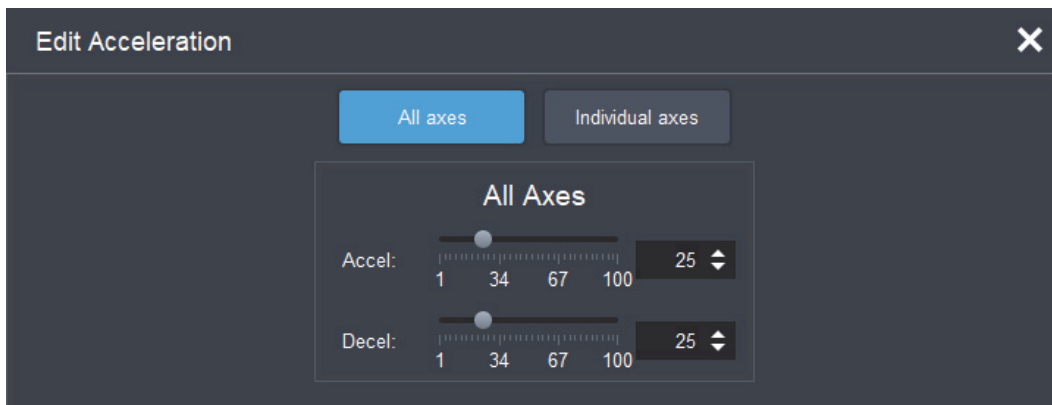 Edit Acceleration
All axes Individual axes
All Axes
Accel: 25
1 34 67 100
Decel: 25
1 34 67 100